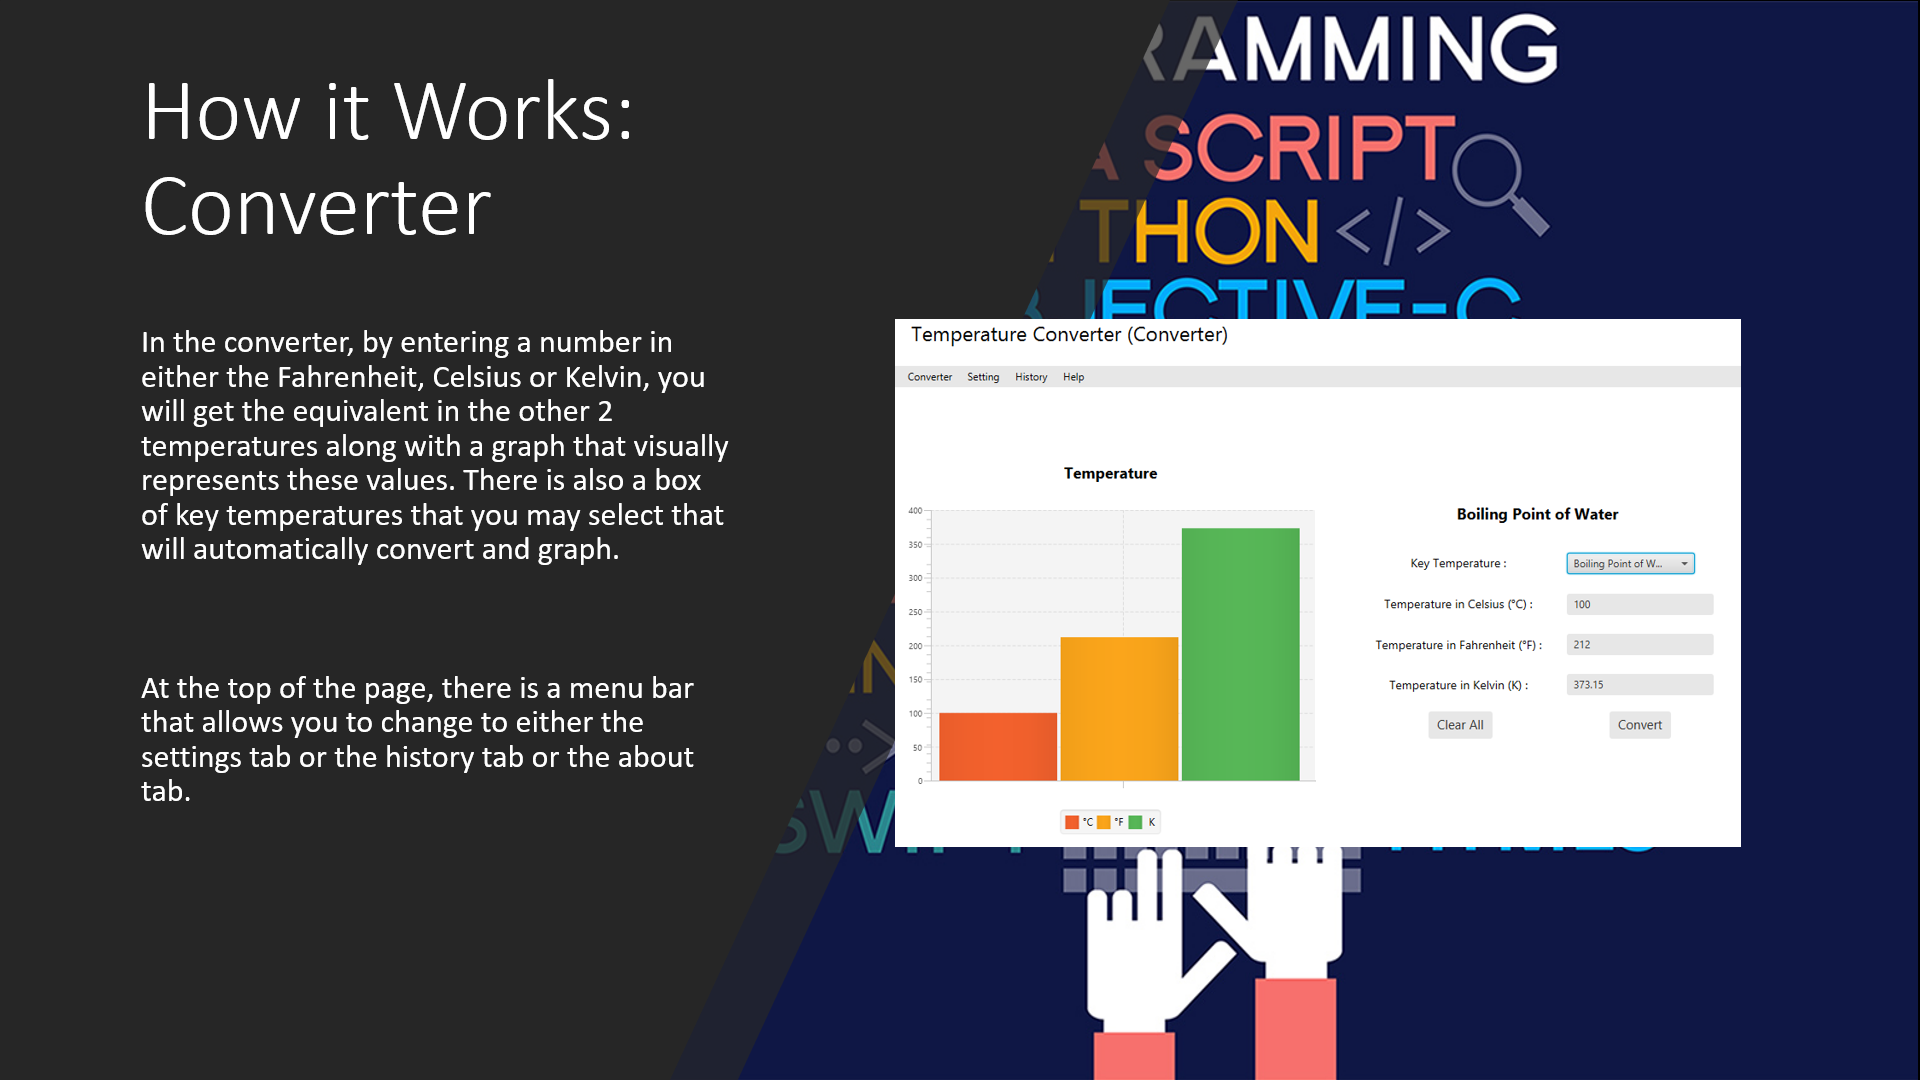 How it Works:
Converter
In the converter, by entering a number in
either the Fahrenheit, Celsius or Kelvin, you
will get the equivalent in the other 2
temperatures along with a graph that visually
represents these values. There is also a box
of key temperatures that you may select that
will automatically convert and graph.
At the top of the page, there is a menu bar
that allows you to change to either the
settings tab or the history tab or the about
tab.
RAMMING
A SCRIPT
THON </>
JECTIVE-C
Temperature Converter (Converter)
Converter Setting History Help
Temperature
400
350
300
250
200
150
100
50
0
°C °F K
Boiling Point of Water
Key Temperature : Boiling Point of W...
Temperature in Celsius (°C) : 100
Temperature in Fahrenheit (°F) : 212
Temperature in Kelvin (K) : 373.15
Clear All Convert